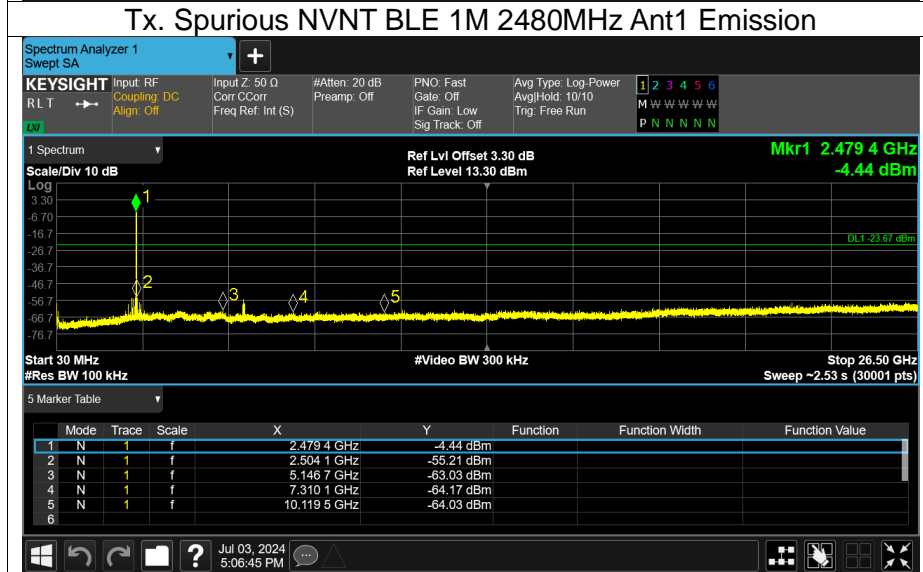 Tx. Spurious NVNT BLE 1M 2480MHz Ant1 Emission
Spectrum Analyzer 1
Swept SA
+
KEYSIGHT Input: RF Input Z: 50 Ω #Atten: 20 dB PNO: Fast Avg Type: Log-Power 1 2 3 4 5 6
RLT Coupling: DC Corr CCorr Preamp: Off Gate: Off Avg|Hold: 10/10 M W W W W W
Align: Off Freq Ref: Int (S) IF Gain: Low Trig: Free Run
LXI Sig Track: Off P N N N N N
1 Spectrum Ref Lvl Offset 3.30 dB Mkr1 2.479 4 GHz
Scale/Div 10 dB Ref Level 13.30 dBm -4.44 dBm
Log
3.30 1
-6.70
-16.7
DL1 -23.67 dBm
-26.7
-36.7
-46.7 2
-56.7 3 4 5
-66.7
-76.7
Start 30 MHz #Video BW 300 kHz Stop 26.50 GHz
#Res BW 100 kHz Sweep ~2.53 s (30001 pts)
5 Marker Table
Mode Trace Scale X Y Function Function Width Function Value
1 N 1 f 2.479 4 GHz -4.44 dBm
2 N 1 f 2.504 1 GHz -55.21 dBm
3 N 1 f 5.146 7 GHz -63.03 dBm
4 N 1 f 7.310 1 GHz -64.17 dBm
5 N 1 f 10.119 5 GHz -64.03 dBm
6
? Jul 03, 2024
5:06:45 PM